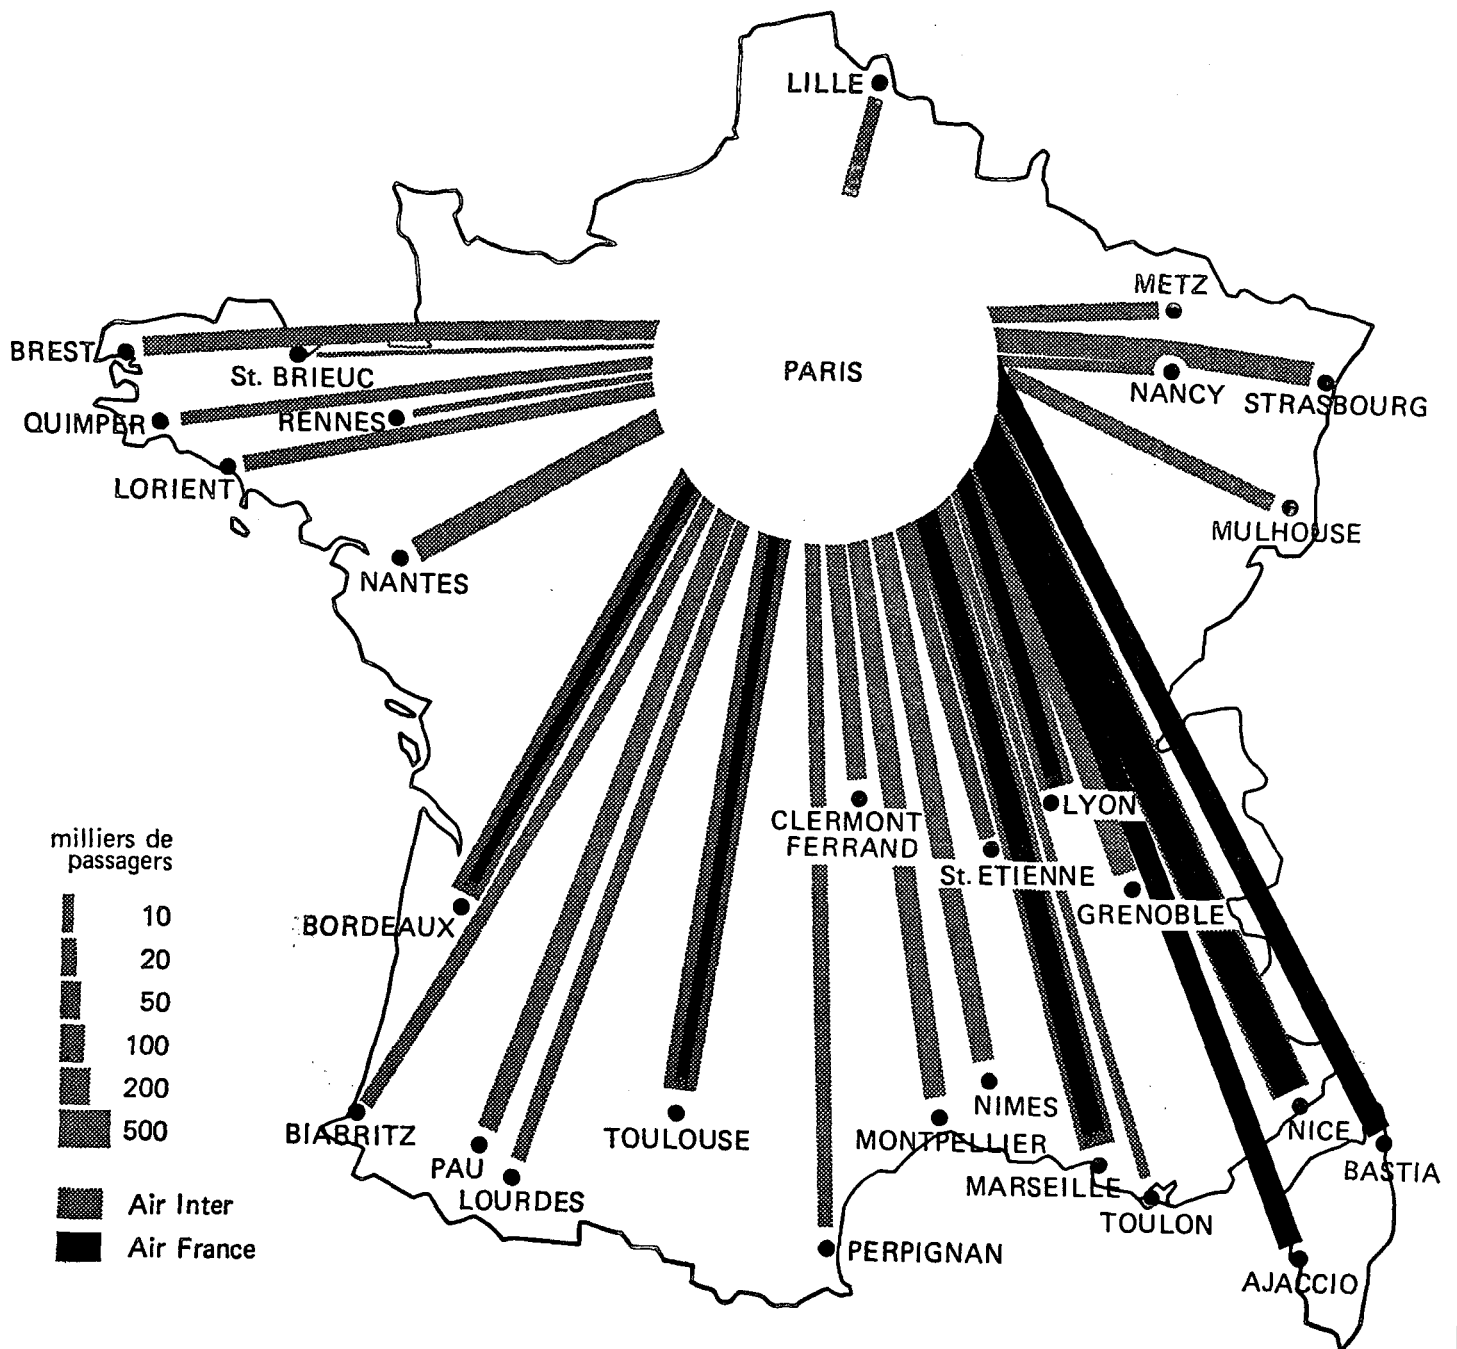 LILLE
METZ
BREST
St. BRIEUC
PARIS
NANCY
STRASBOURG
QUIMPER
RENNES
LORIENT
MULHOUSE
NANTES
CLERMONT
FERRAND
LYON
St. ETIENNE
GRENOBLE
BORDEAUX
milliers de
passagers
10
20
50
100
200
500
Air Inter
Air France
BIARRITZ
PAU
LOURDES
TOULOUSE
NIMES
MONTPELLIER
MARSEILLE
TOULON
NICE
BASTIA
PERPIGNAN
AJACCIO